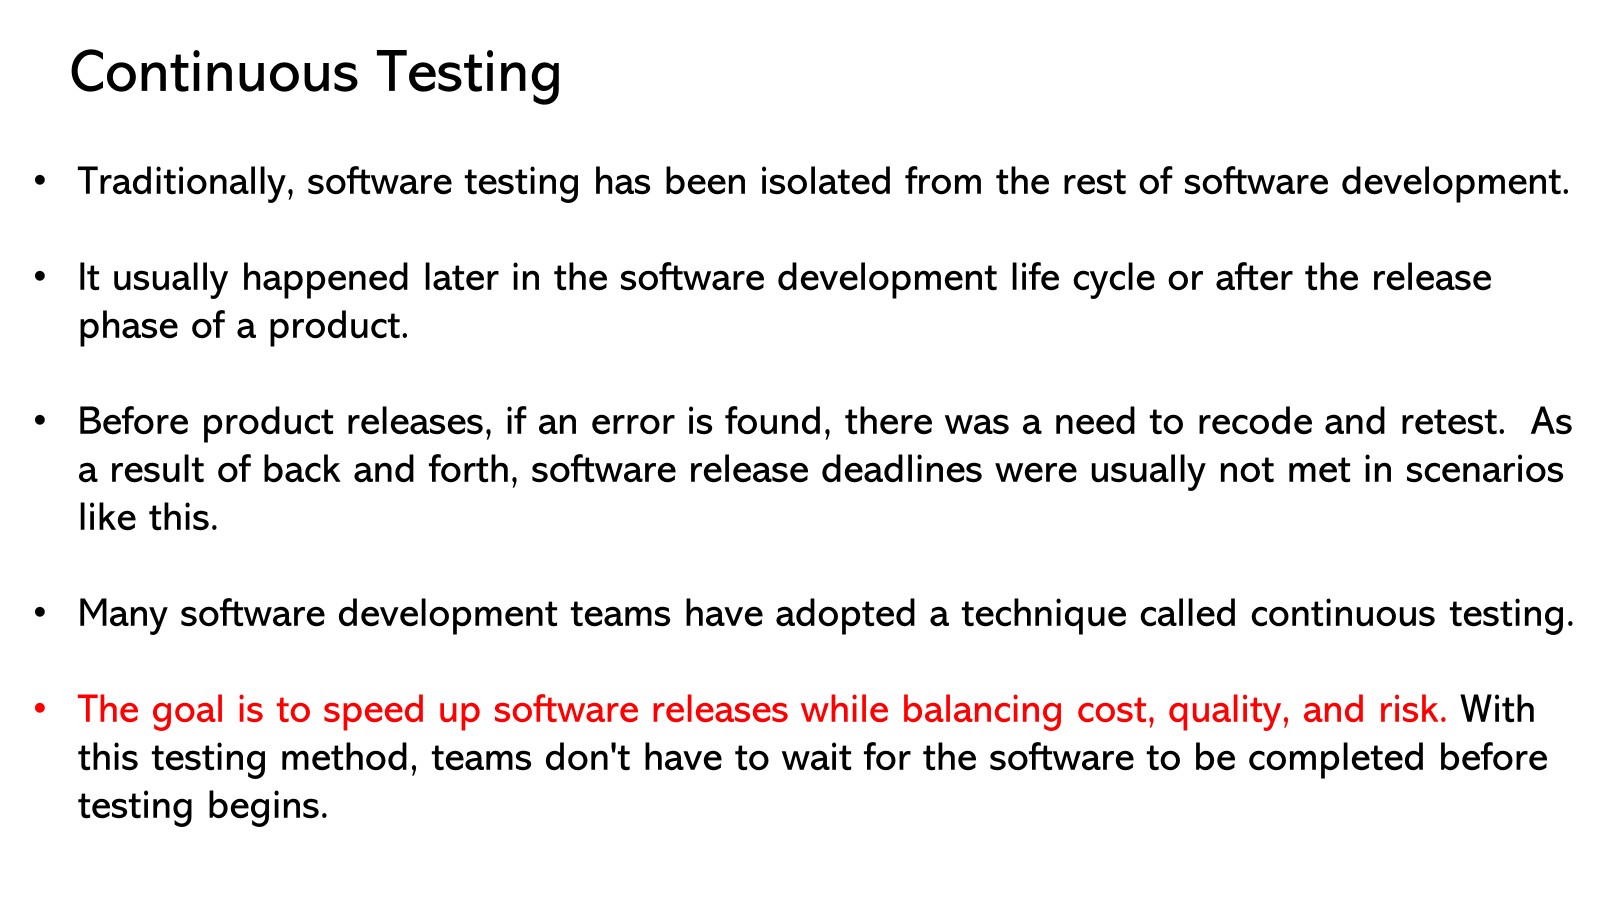 Continuous Testing
• Traditionally, software testing has been isolated from the rest of software development.
• It usually happened later in the software development life cycle or after the release
phase of a product.
• Before product releases, if an error is found, there was a need to recode and retest.  As
a result of back and forth, software release deadlines were usually not met in scenarios
like this.
• Many software development teams have adopted a technique called continuous testing.
• The goal is to speed up software releases while balancing cost, quality, and risk. With
this testing method, teams don't have to wait for the software to be completed before
testing begins.